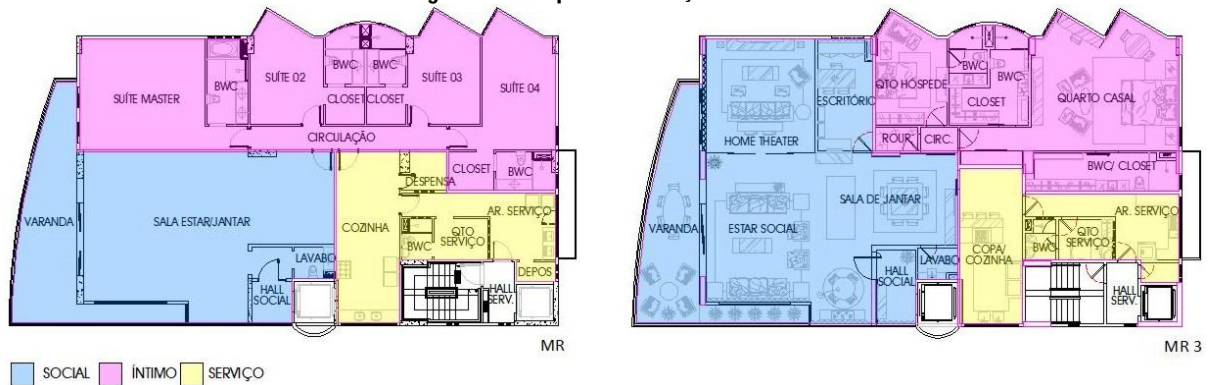 SUÍTE MASTER
BWC
SUÍTE 02
BWC
BWC
SUÍTE 03
SUÍTE 04
CLOSET
CLOSET
CIRCULAÇÃO
CLOSET
BWC
DESPENSA
VARANDA
SALA ESTAR/JANTAR
COZINHA
AR. SERVIÇO
QTO
SERVIÇO
BWC
LAVABO
DEPOS
HALL
SOCIAL
HALL
SERV.
MR
HOME THEATER
ESCRITÓRIO
QTO HÓSPEDE
BWC
BWC
CLOSET
QUARTO CASAL
ROUP.
CIRC.
BWC/ CLOSET
SALA DE JANTAR
AR. SERVIÇO
VARANDA
ESTAR SOCIAL
COPA/
COZINHA
BWC
QTO
SERVIÇO
LAVABO
HALL
SOCIAL
HALL
SERV.
MR 3
SOCIAL
ÍNTIMO
SERVIÇO